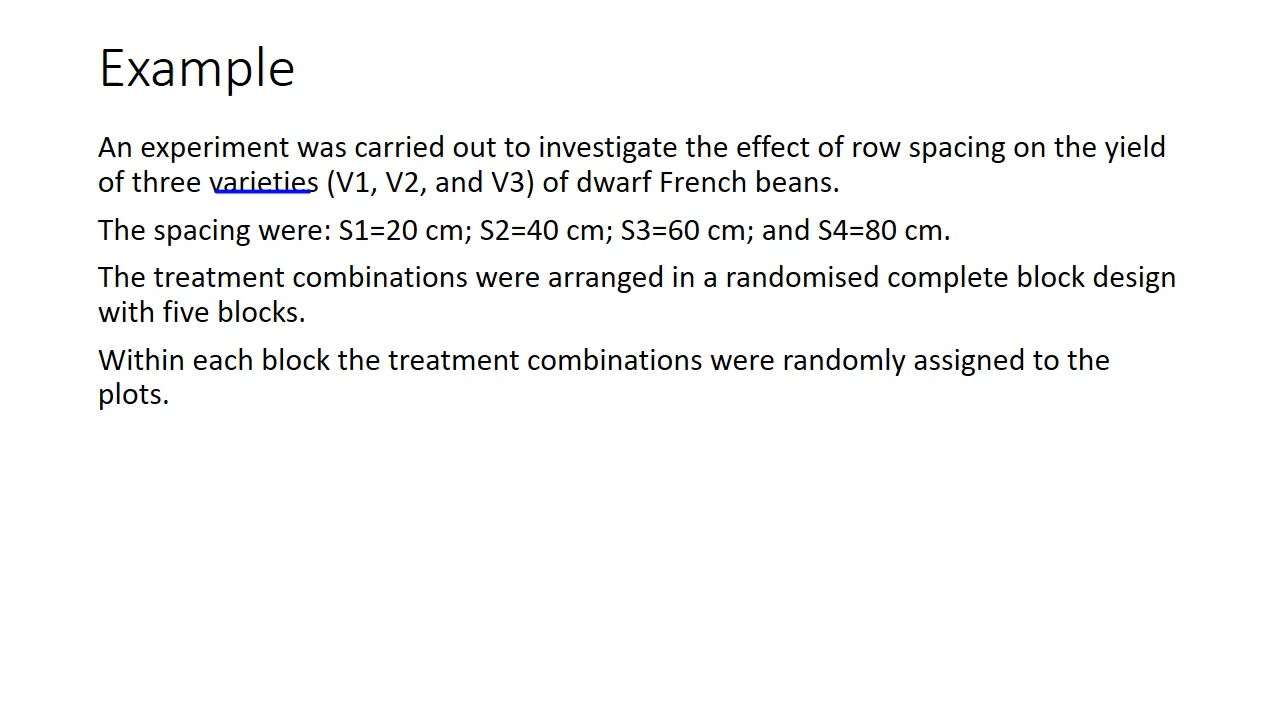 Example
An experiment was carried out to investigate the effect of row spacing on the yield
of three varieties (V1, V2, and V3) of dwarf French beans.
The spacing were: S1=20 cm; S2=40 cm; S3=60 cm; and S4=80 cm.
The treatment combinations were arranged in a randomised complete block design
with five blocks.
Within each block the treatment combinations were randomly assigned to the
plots.